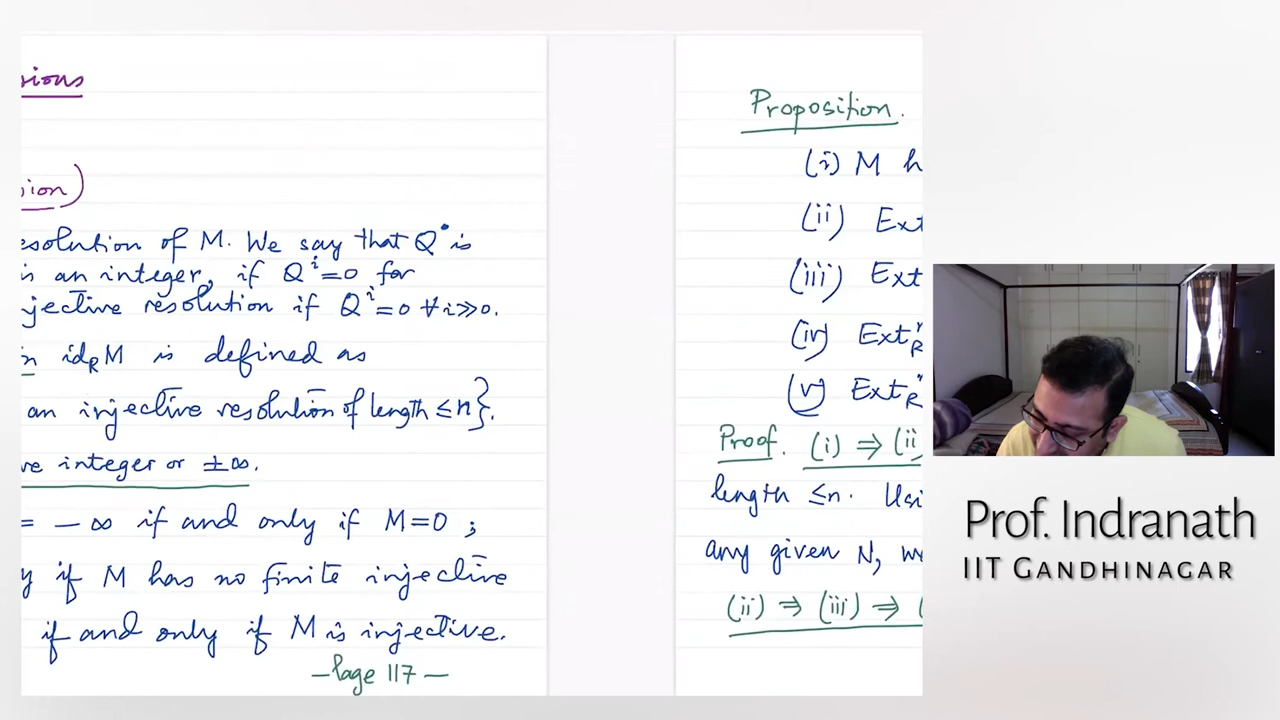 sions
sion)
esolution of M. We say that Q• is
is an integer, if Qⁱ=0 for
jective resolution if Qⁱ=0 ∀ i≫0.
n id_R M is defined as
an injective resolution of length ≤n}.
ve integer or ±∞.
= -∞ if and only if M=0 ;
y if M has no finite injective
if and only if M is injective.
—Page 117—
Proposition.
(i) M h
(ii) Ext
(iii) Ext
(iv) Ext_R
(v) Ext_R
Proof. (i) ⇒ (ii
length ≤n. Usi
any given N, w
(ii) ⇒ (iii) ⇒ (
Prof. Indranath
IIT GANDHINAGAR